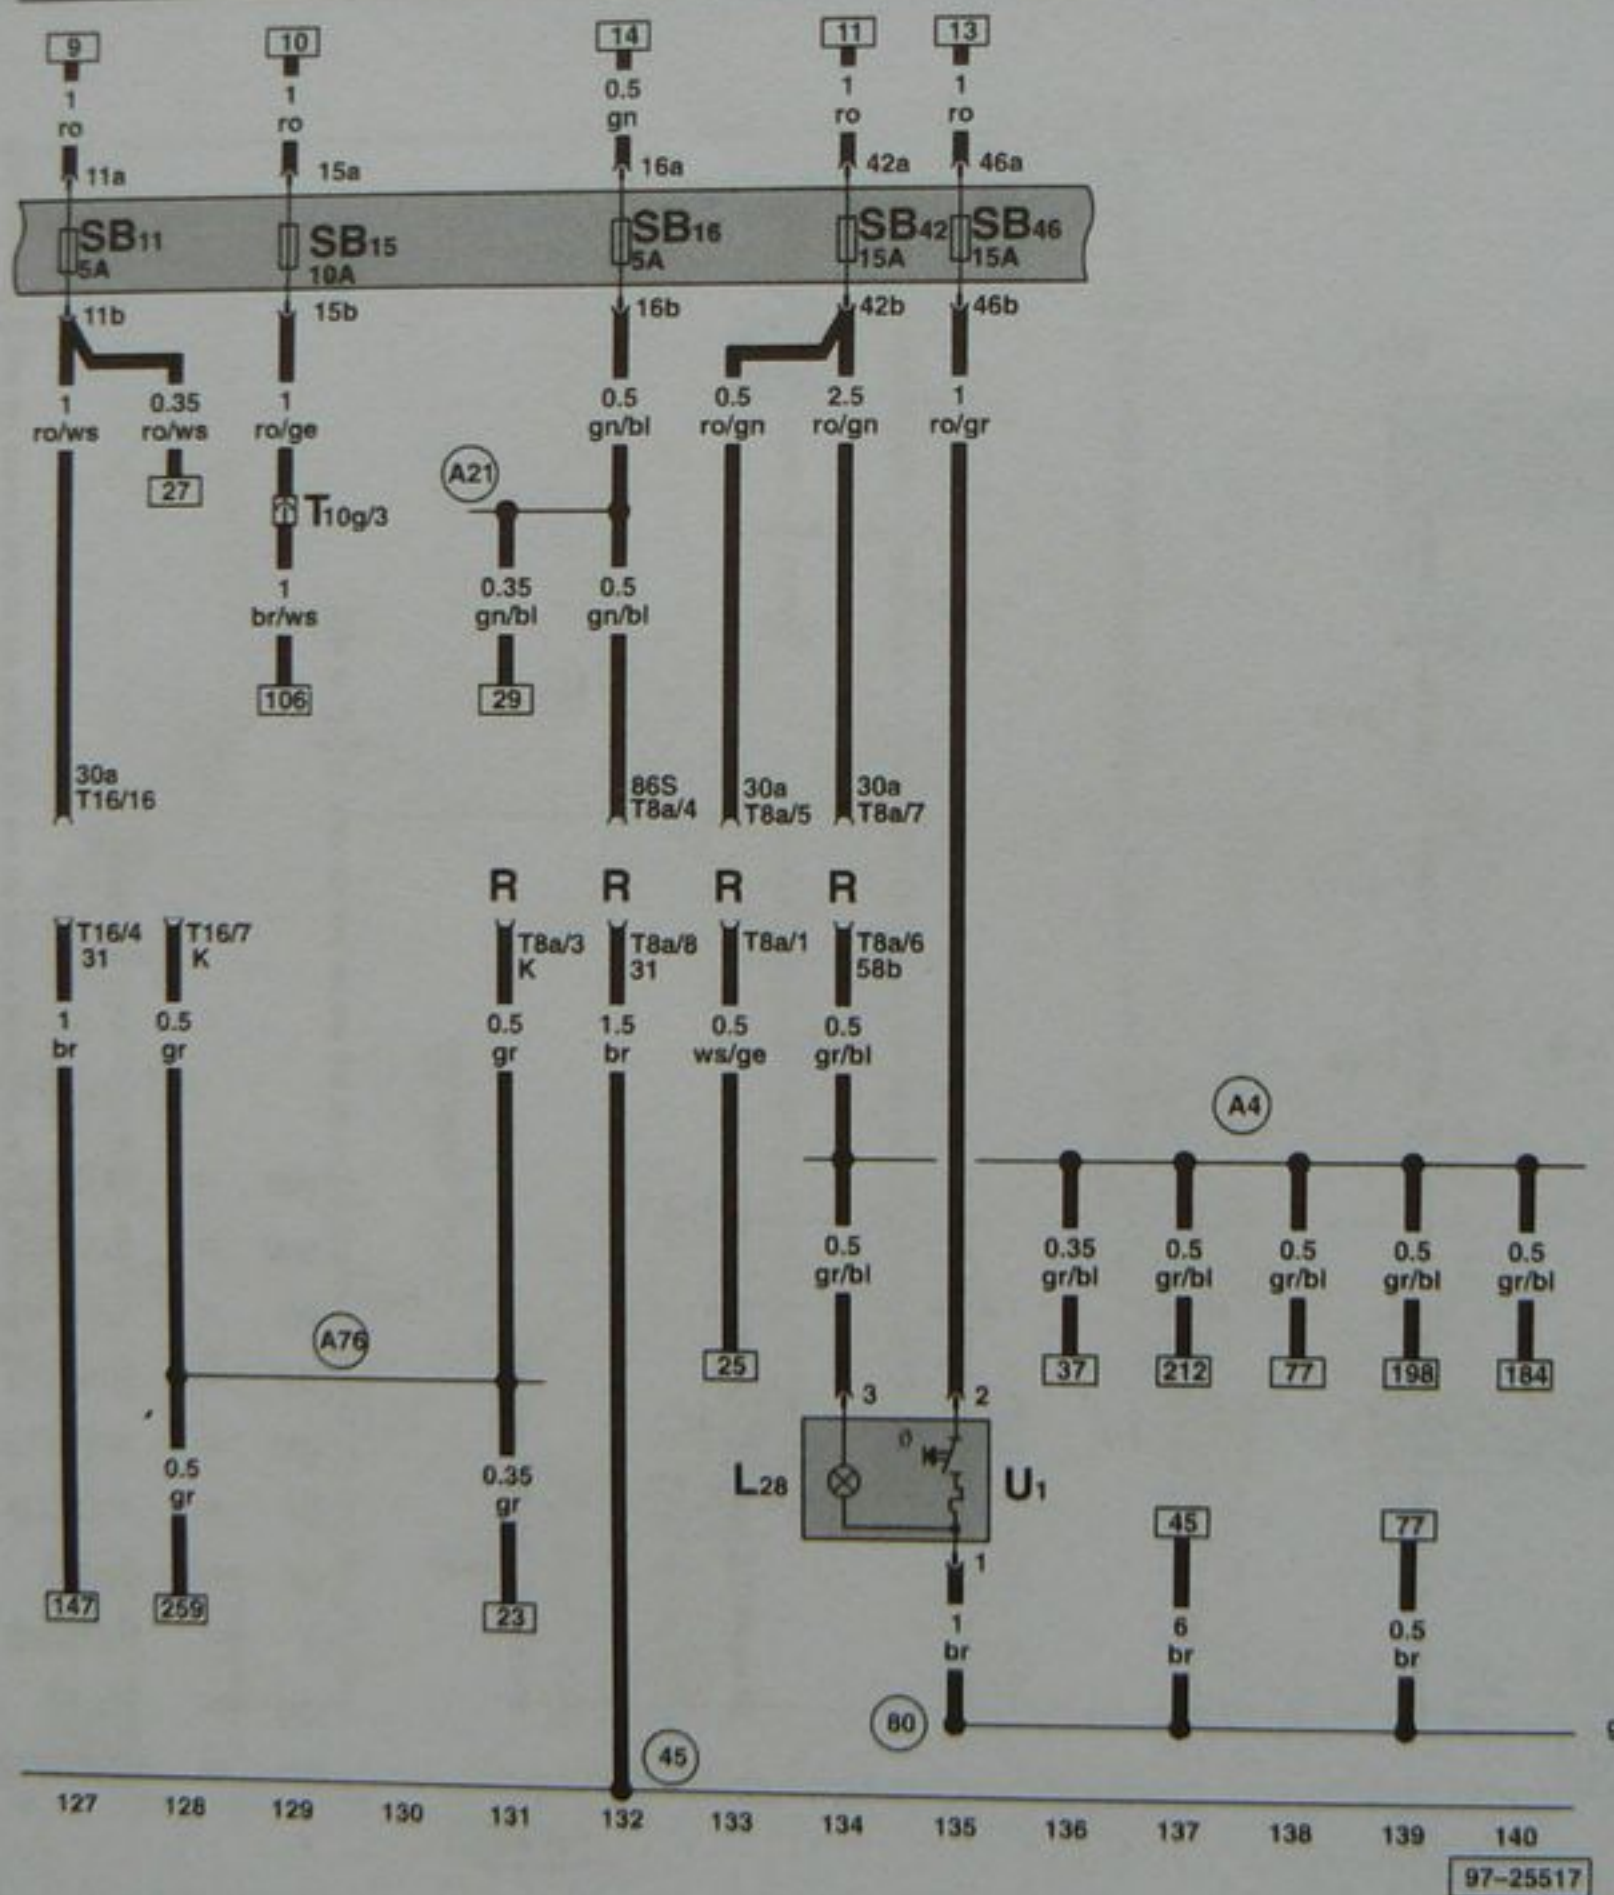 9 10 14 11 13
1 1 0.5 1 1
ro ro gn ro ro
11a 15a 16a 42a 46a
SB11 SB15 SB16 SB42 SB46
5A 10A 5A 15A 15A
11b 15b 16b 42b 46b
1 0.35 1 0.5 0.5 2.5 1
ro/ws ro/ws ro/ge gn/bl ro/gn ro/gn ro/gr
A21
27
T10g/3
1 0.35 0.5
br/ws gn/bl gn/bl
106 29
30a 86S 30a 30a
T16/16 T8a/4 T8a/5 T8a/7
R R R R
T16/4 T16/7 T8a/3 T8a/8 T8a/1 T8a/6
31 K K 31 58b
1 0.5 0.5 1.5 0.5 0.5
br gr gr br ws/ge gr/bl
A4
0.5 0.35 0.5 0.5 0.5 0.5
gr/bl gr/bl gr/bl gr/bl gr/bl gr/bl
A76
25 37 212 77 198 184
3 2
0.5 0.35
gr gr
L28 U1
45 77
1
147 259 23
1 6 0.5
br br br
80
45
127 128 129 130 131 132 133 134 135 136 137 138 139 140
97-25517